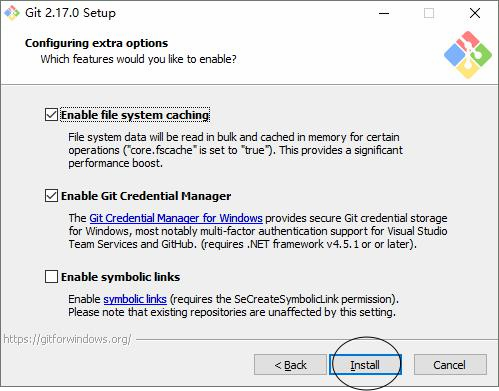 Git 2.17.0 Setup
Configuring extra options
Which features would you like to enable?
Enable file system caching
File system data will be read in bulk and cached in memory for certain
operations ("core.fscache" is set to "true"). This provides a significant
performance boost.
Enable Git Credential Manager
The Git Credential Manager for Windows provides secure Git credential storage
for Windows, most notably multi-factor authentication support for Visual Studio
Team Services and GitHub. (requires .NET framework v4.5.1 or or later).
Enable symbolic links
Enable symbolic links (requires the SeCreateSymbolicLink permission).
Please note that existing repositories are unaffected by this setting.
https://gitforwindows.org/
< Back Install Cancel